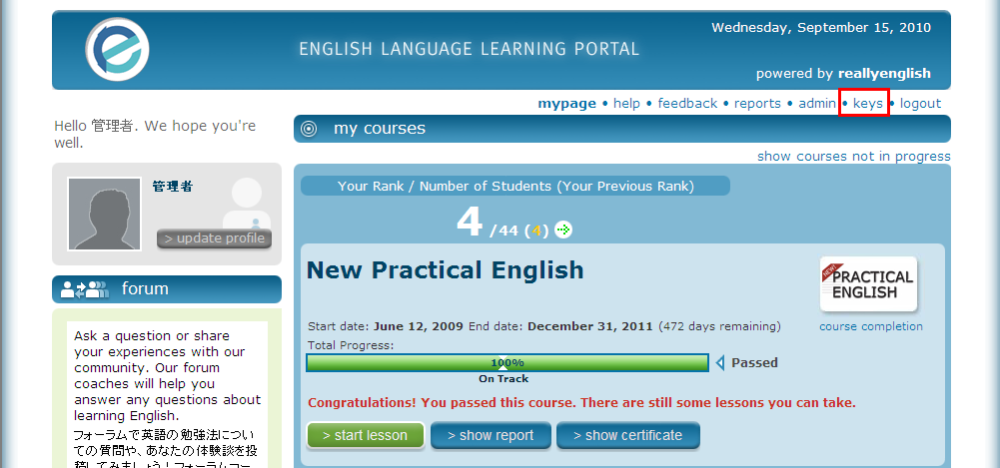 Wednesday, September 15, 2010
ENGLISH LANGUAGE LEARNING PORTAL
powered by reallyenglish
mypage • help • feedback • reports • admin • keys • logout
Hello 管理者. We hope you're
well.
管理者
> update profile
forum
Ask a question or share
your experiences with our
community. Our forum
coaches will help you
answer any questions about
learning English.
フォーラムで英語の勉強法につい
ての質問や、あなたの体験談を投
稿してみましょう！フォーラムコー
my courses
show courses not in progress
Your Rank / Number of Students (Your Previous Rank)
4 /44 (4)
New Practical English
NEW!
PRACTICAL
ENGLISH
course completion
Start date: June 12, 2009 End date: December 31, 2011 (472 days remaining)
Total Progress:
100%
Passed
On Track
Congratulations! You passed this course. There are still some lessons you can take.
> start lesson
> show report
> show certificate